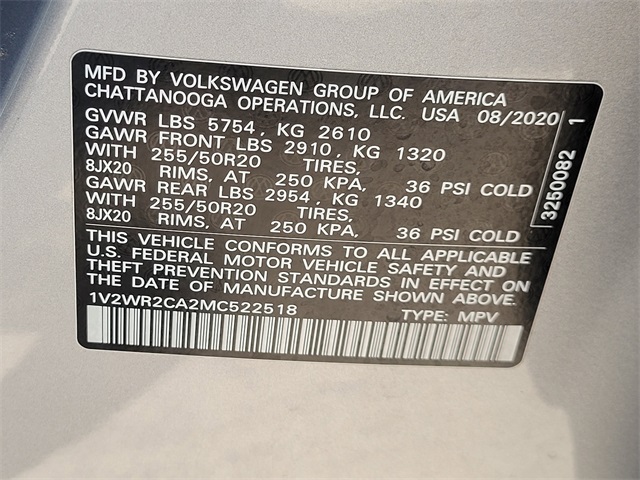 MFD BY VOLKSWAGEN GROUP OF AMERICA
CHATTANOOGA OPERATIONS, LLC. USA 08/2020
GVWR LBS 5754, KG 2610
GAWR FRONT LBS 2910, KG 1320
WITH 255/50R20 TIRES,
8JX20 RIMS, AT 250 KPA, 36 PSI COLD
GAWR REAR LBS 2954, KG 1340
WITH 255/50R20 TIRES,
8JX20 RIMS, AT 250 KPA, 36 PSI COLD
THIS VEHICLE CONFORMS TO ALL APPLICABLE
U.S. FEDERAL MOTOR VEHICLE SAFETY AND
THEFT PREVENTION STANDARDS IN EFFECT ON
THE DATE OF MANUFACTURE SHOWN ABOVE.
1V2WR2CA2MC522518 TYPE: MPV
3250082 1